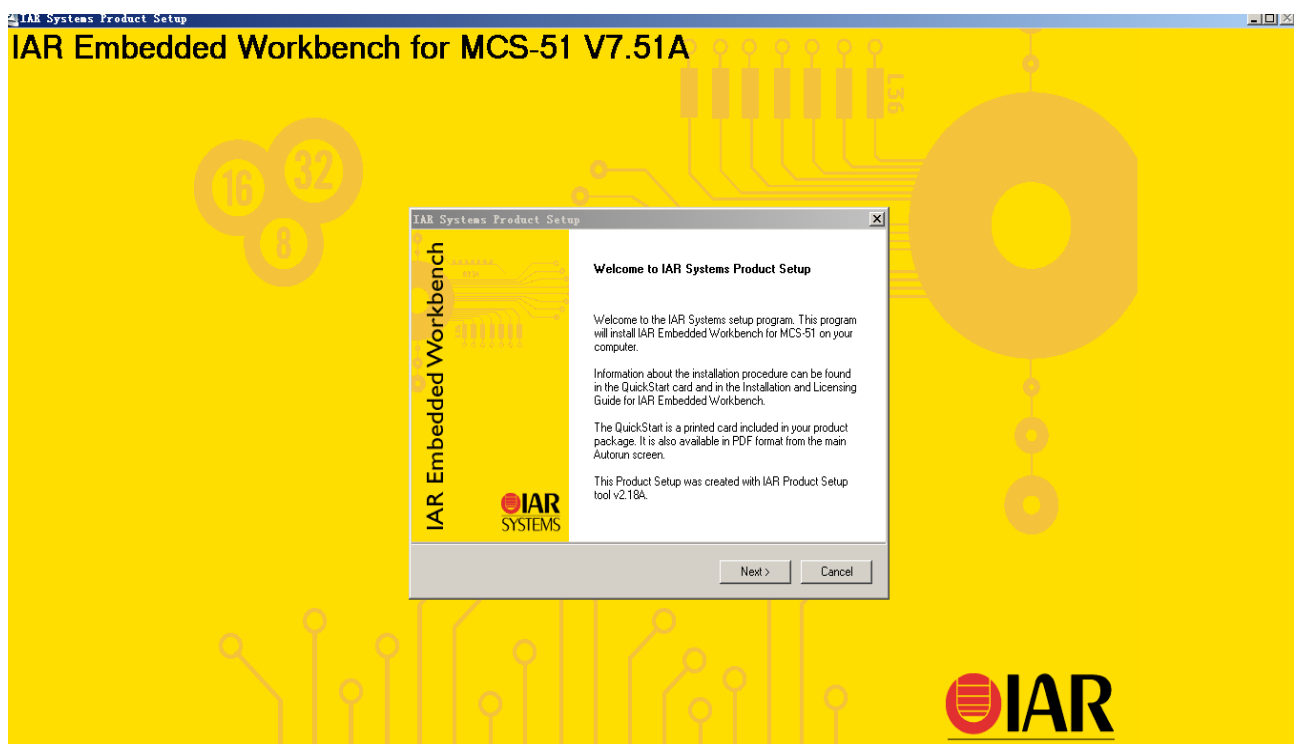 IAR Systems Product Setup
IAR Embedded Workbench for MCS-51 V7.51A
L36
16
32
8
IAR Systems Product Setup
IAR Embedded Workbench
IAR
SYSTEMS
Welcome to IAR Systems Product Setup
Welcome to the IAR Systems setup program. This program
will install IAR Embedded Workbench for MCS-51 on your
computer.
Information about the installation procedure can be found
in the QuickStart card and in the Installation and Licensing
Guide for IAR Embedded Workbench.
The QuickStart is a printed card included in your product
package. It is also available in PDF format from the main
Autorun screen.
This Product Setup was created with IAR Product Setup
tool v2.18A.
Next >
Cancel
IAR